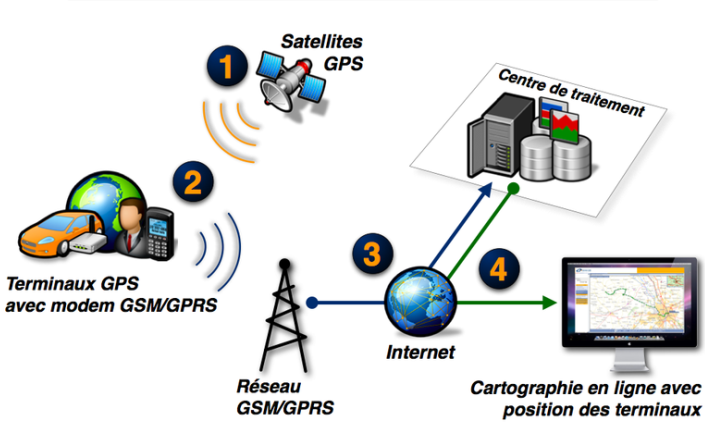 1
Satellites
GPS
Centre de traitement
2
Terminaux GPS
avec modem GSM/GPRS
3
4
Internet
Réseau
GSM/GPRS
Cartographie en ligne avec
position des terminaux